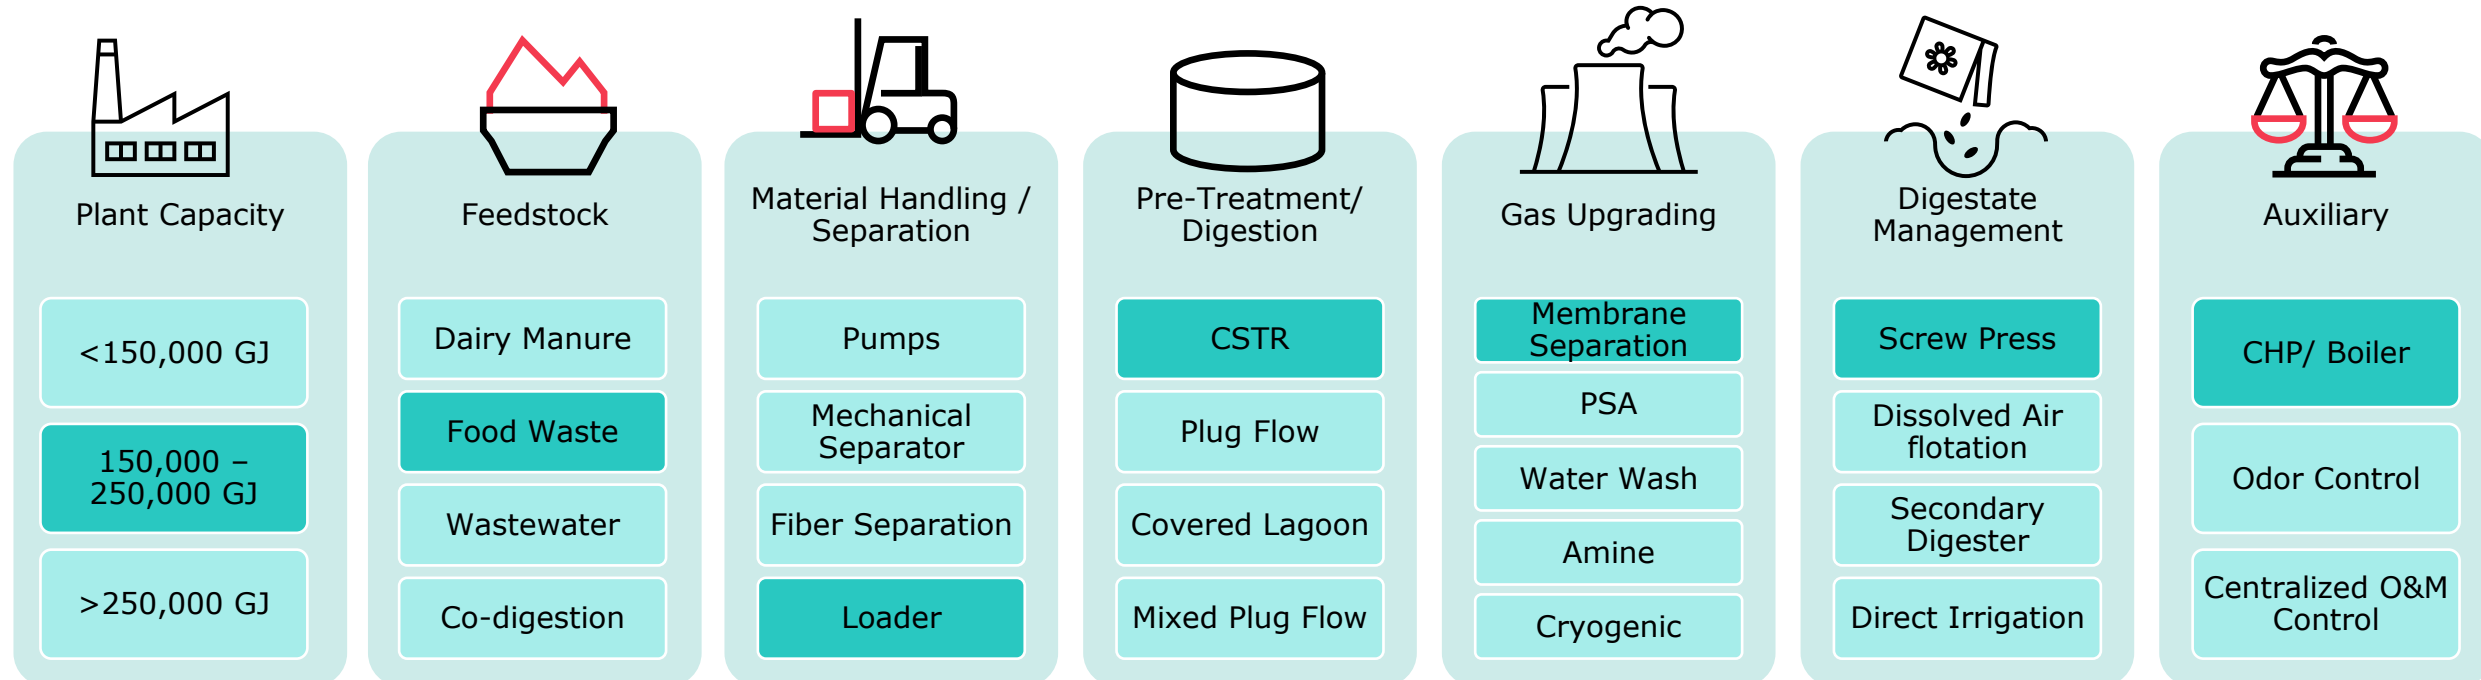 Plant Capacity
<150,000 GJ
150,000 –
250,000 GJ
>250,000 GJ
Feedstock
Dairy Manure
Food Waste
Wastewater
Co-digestion
Material Handling /
Separation
Pumps
Mechanical
Separator
Fiber Separation
Loader
Pre-Treatment/
Digestion
CSTR
Plug Flow
Covered Lagoon
Mixed Plug Flow
Gas Upgrading
Membrane
Separation
PSA
Water Wash
Amine
Cryogenic
Digestate
Management
Screw Press
Dissolved Air
flotation
Secondary
Digester
Direct Irrigation
Auxiliary
CHP/ Boiler
Odor Control
Centralized O&M
Control